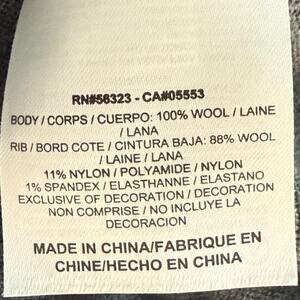 RN#56323 - CA#05553
BODY / CORPS / CUERPO: 100% WOOL / LAINE
/ LANA
RIB / BORD COTE / CINTURA BAJA: 88% WOOL
/ LAINE / LANA
11% NYLON / POLYAMIDE / NYLON
1% SPANDEX / ELASTHANNE / ELASTANO
EXCLUSIVE OF DECORATION / DECORATION
NON COMPRISE / NO INCLUYE LA
DECORACION
MADE IN CHINA/FABRIQUE EN
CHINE/HECHO EN CHINA